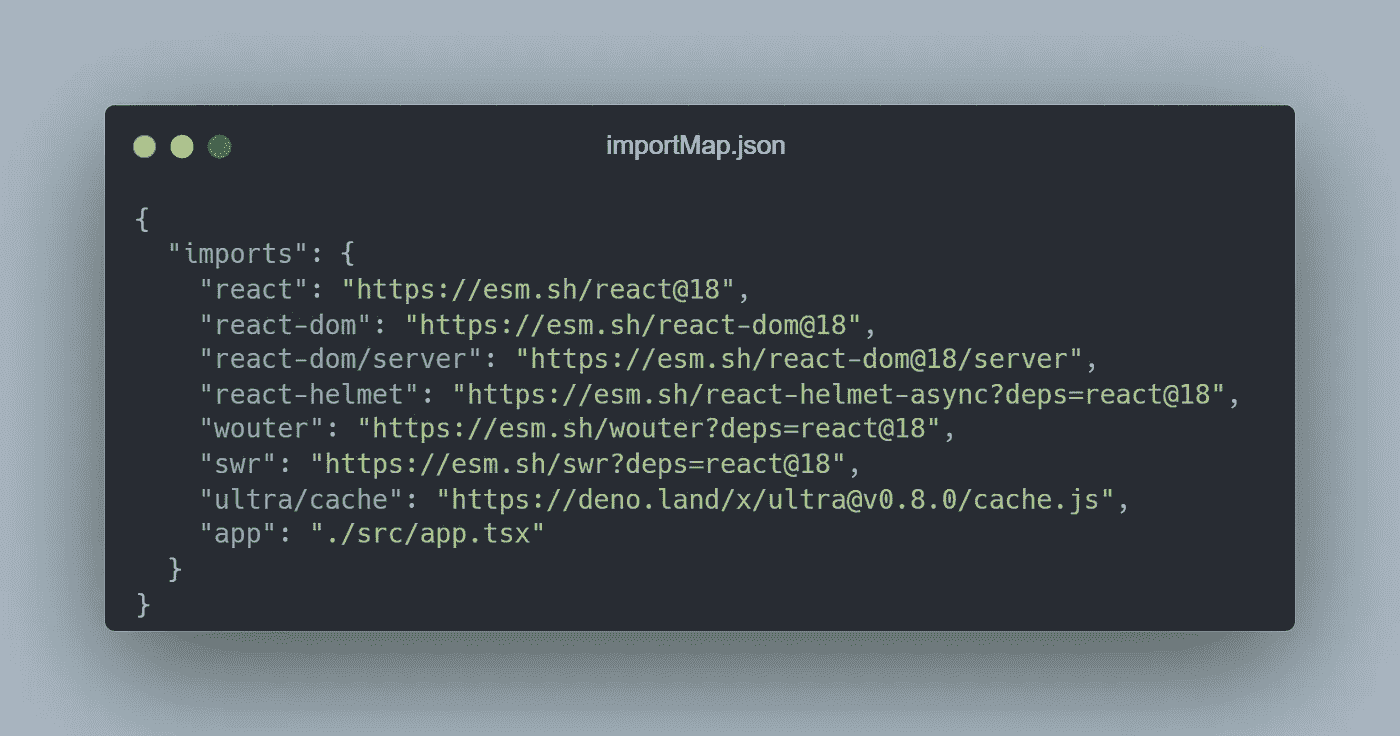 importMap.json
{
  "imports": {
    "react": "https://esm.sh/react@18",
    "react-dom": "https://esm.sh/react-dom@18",
    "react-dom/server": "https://esm.sh/react-dom@18/server",
    "react-helmet": "https://esm.sh/react-helmet-async?deps=react@18",
    "wouter": "https://esm.sh/wouter?deps=react@18",
    "swr": "https://esm.sh/swr?deps=react@18",
    "ultra/cache": "https://deno.land/x/ultra@v0.8.0/cache.js",
    "app": "./src/app.tsx"
  }
}